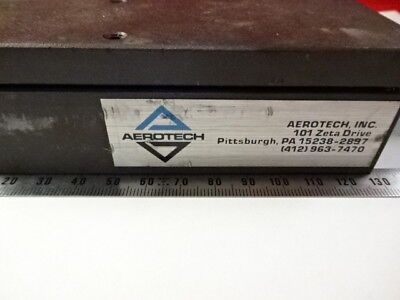 AEROTECH
AEROTECH, INC.
101 Zeta Drive
Pittsburgh, PA 15238-2897
(412) 963-7470
20 30 40 50 60 70 80 90 100 110 120 130